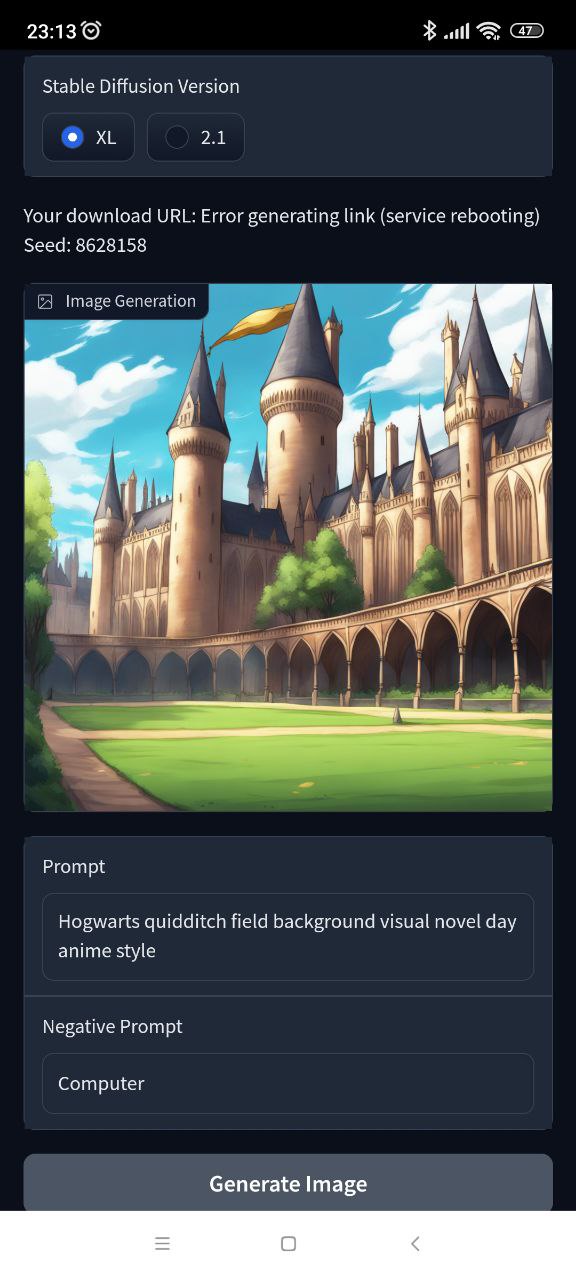 23:13
47
Stable Diffusion Version
XL
2.1
Your download URL: Error generating link (service rebooting)
Seed: 8628158
Image Generation
Prompt
Hogwarts quidditch field background visual novel day
anime style
Negative Prompt
Computer
Generate Image